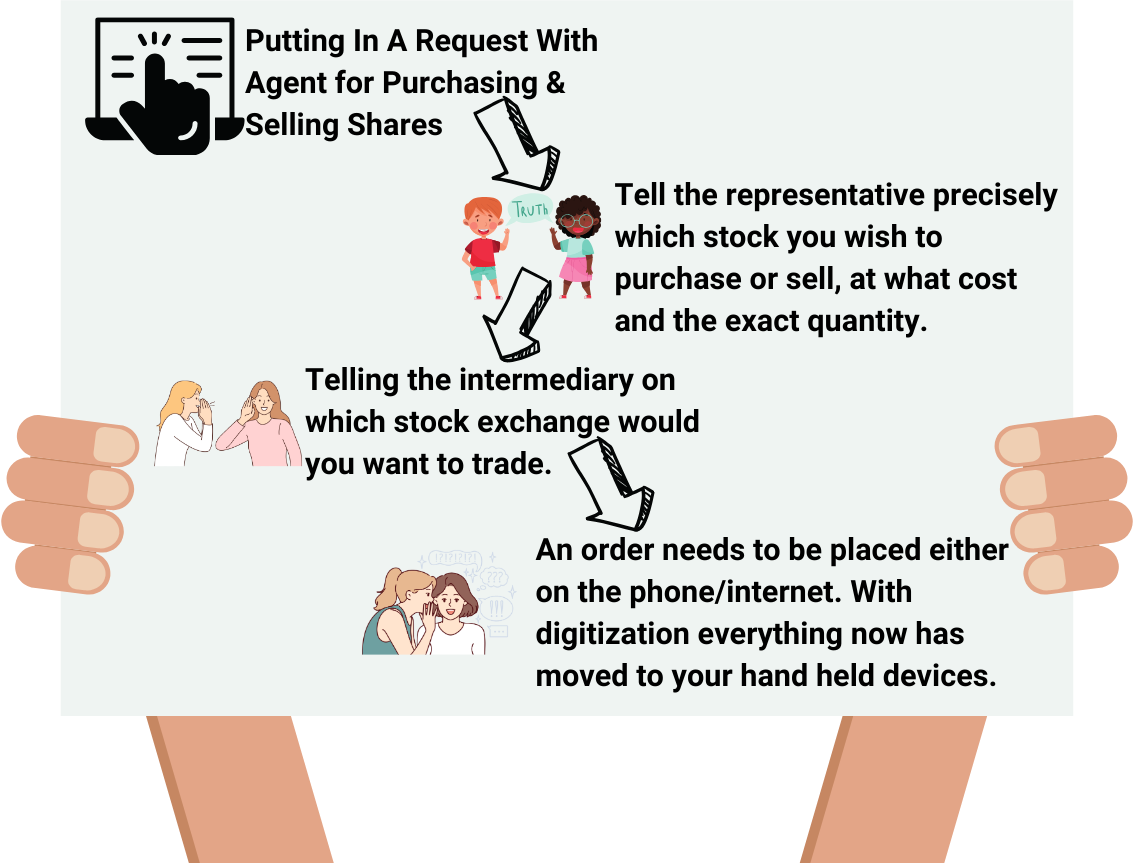 Putting In A Request With
Agent for Purchasing &
Selling Shares
TRUTH
Tell the representative precisely
which stock you wish to
purchase or sell, at what cost
and the exact quantity.
Telling the intermediary on
which stock exchange would
you want to trade.
!?!?!?!
???
!!!
...
An order needs to be placed either
on the phone/internet. With
digitization everything now has
moved to your hand held devices.